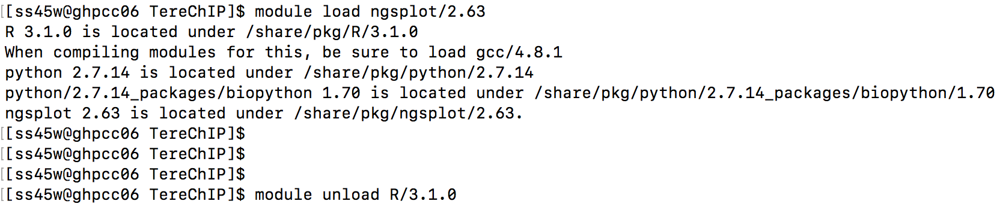 [[ss45w@ghpcc06 TereChIP]$ module load ngsplot/2.63
R 3.1.0 is located under /share/pkg/R/3.1.0
When compiling modules for this, be sure to load gcc/4.8.1
python 2.7.14 is located under /share/pkg/python/2.7.14
python/2.7.14_packages/biopython 1.70 is located under /share/pkg/python/2.7.14_packages/biopython/1.70
ngsplot 2.63 is located under /share/pkg/ngsplot/2.63.
[[ss45w@ghpcc06 TereChIP]$
[[ss45w@ghpcc06 TereChIP]$
[[ss45w@ghpcc06 TereChIP]$
[[ss45w@ghpcc06 TereChIP]$ module unload R/3.1.0